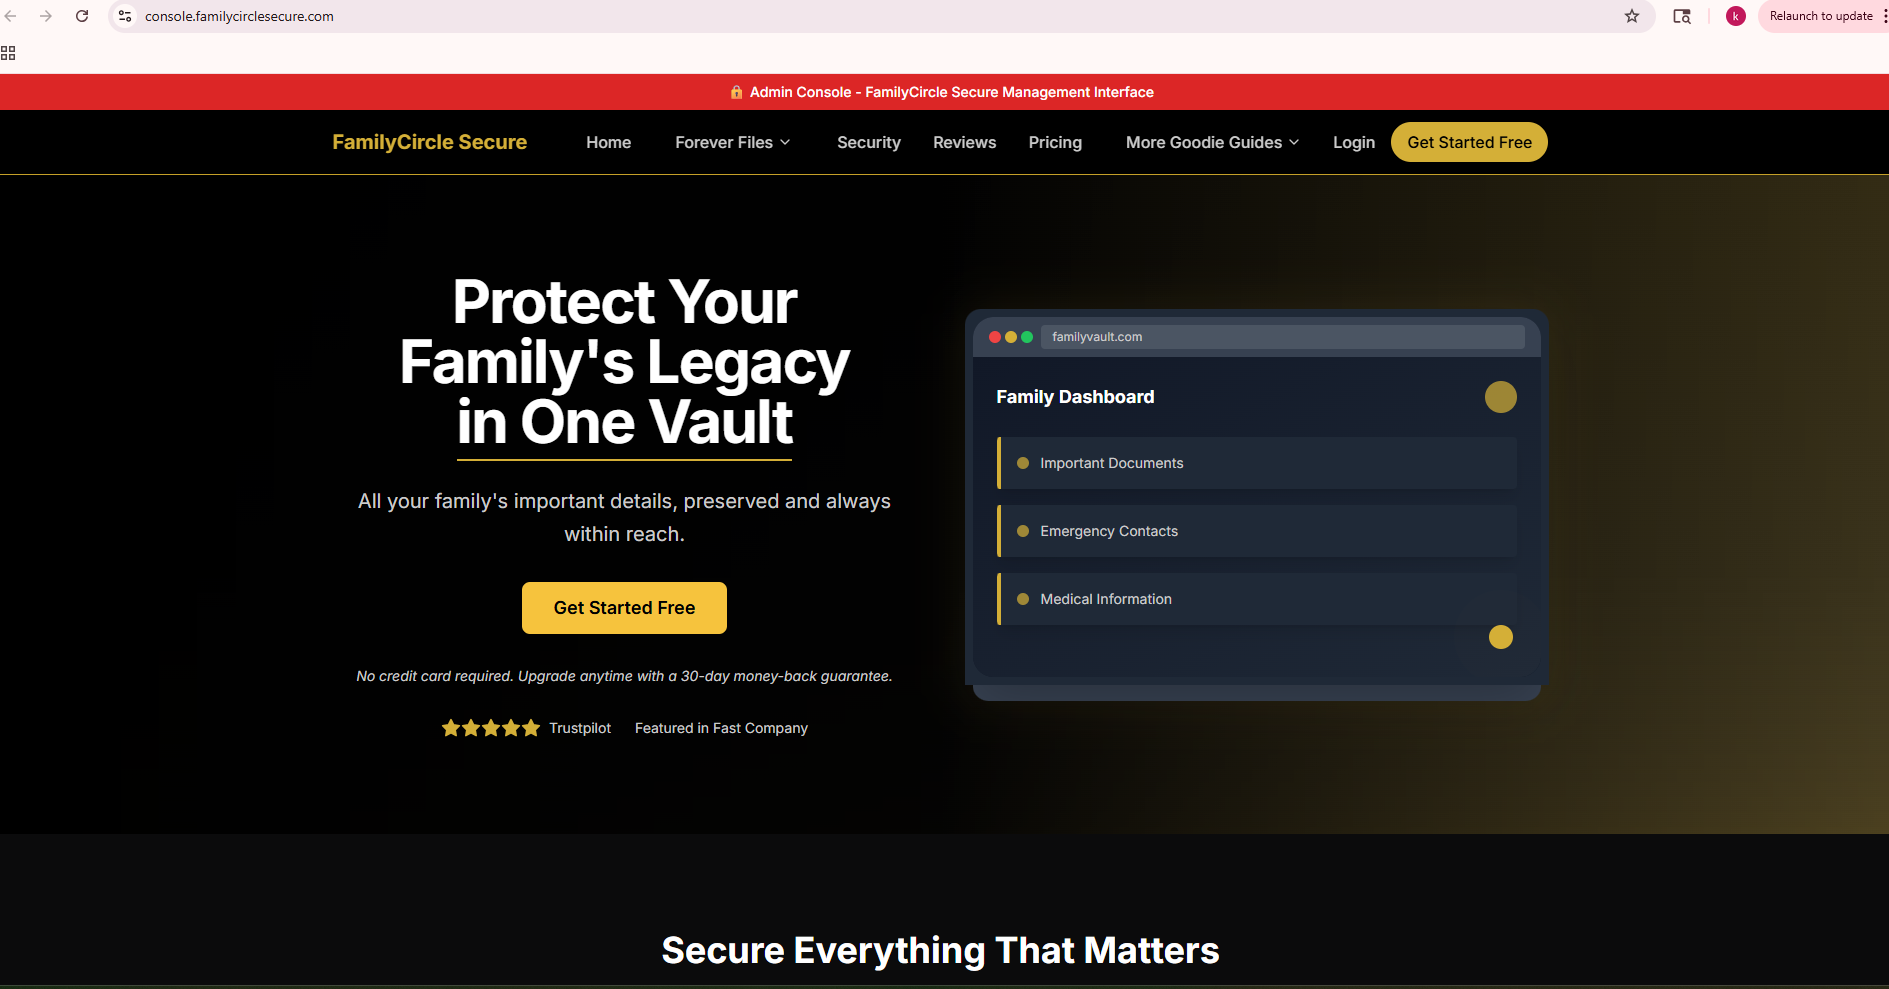 console.familycirclesecure.com
k
Relaunch to update
Admin Console - FamilyCircle Secure Management Interface
FamilyCircle Secure
Home
Forever Files
Security
Reviews
Pricing
More Goodie Guides
Login
Get Started Free
Protect Your
Family's Legacy
in One Vault
All your family's important details, preserved and always
within reach.
Get Started Free
No credit card required. Upgrade anytime with a 30-day money-back guarantee.
Trustpilot
Featured in Fast Company
familyvault.com
Family Dashboard
Important Documents
Emergency Contacts
Medical Information
Secure Everything That Matters